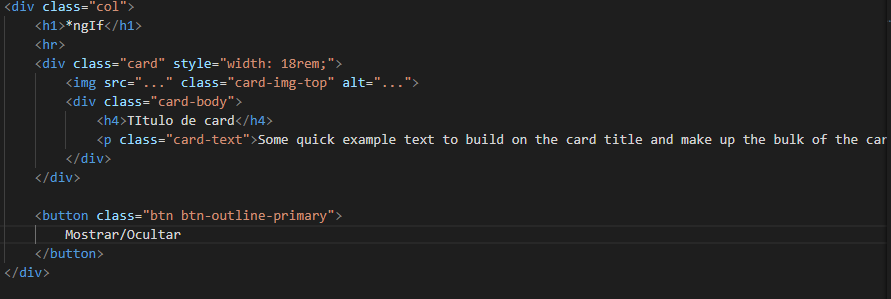 <div class="col">
<h1>*ngIf</h1>
<hr>
<div class="card" style="width: 18rem;">
<img src="..." class="card-img-top" alt="...">
<div class="card-body">
<h4>TItulo de card</h4>
<p class="card-text">Some quick example text to build on the card title and make up the bulk of the car
</div>
</div>
<button class="btn btn-outline-primary">
Mostrar/Ocultar
</button>
</div>